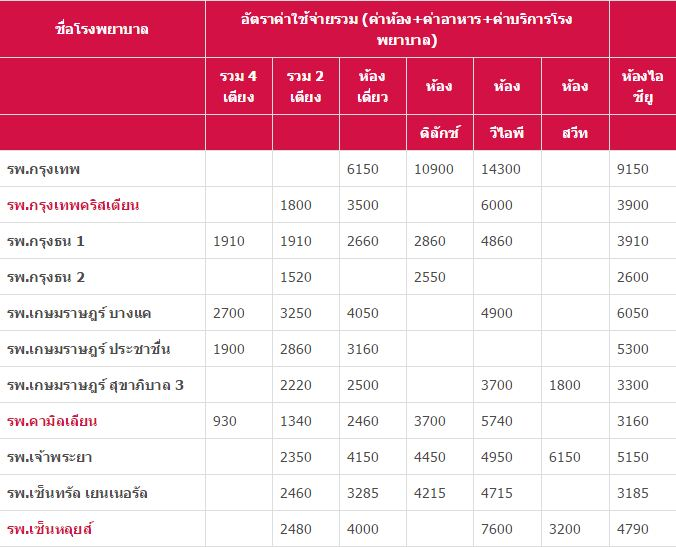 ชื่อโรงพยาบาล อัตราค่าใช้จ่ายรวม (ค่าห้อง+ค่าอาหาร+ค่าบริการโรง
พยาบาล)
รวม 4 รวม 2 ห้อง ห้อง ห้อง ห้อง ห้องไอ
เตียง เตียง เดี่ยว ซียู
ดิลักซ์ วีไอพี สวีท
รพ.กรุงเทพ 6150 10900 14300 9150
รพ.กรุงเทพคริสเตียน 1800 3500 6000 3900
รพ.กรุงธน 1 1910 1910 2660 2860 4860 3910
รพ.กรุงธน 2 1520 2550 2600
รพ.เกษมราษฎร์ บางแค 2700 3250 4050 4900 6050
รพ.เกษมราษฎร์ ประชาชื่น 1900 2860 3160 5300
รพ.เกษมราษฎร์ สุขาภิบาล 3 2220 2500 3700 1800 3300
รพ.คามิลเลียน 930 1340 2460 3700 5740 3160
รพ.เจ้าพระยา 2350 4150 4450 4950 6150 5150
รพ.เซ็นทรัล เยนเนอรัล 2460 3285 4215 4715 3185
รพ.เซ็นหลุยส์ 2480 4000 7600 3200 4790